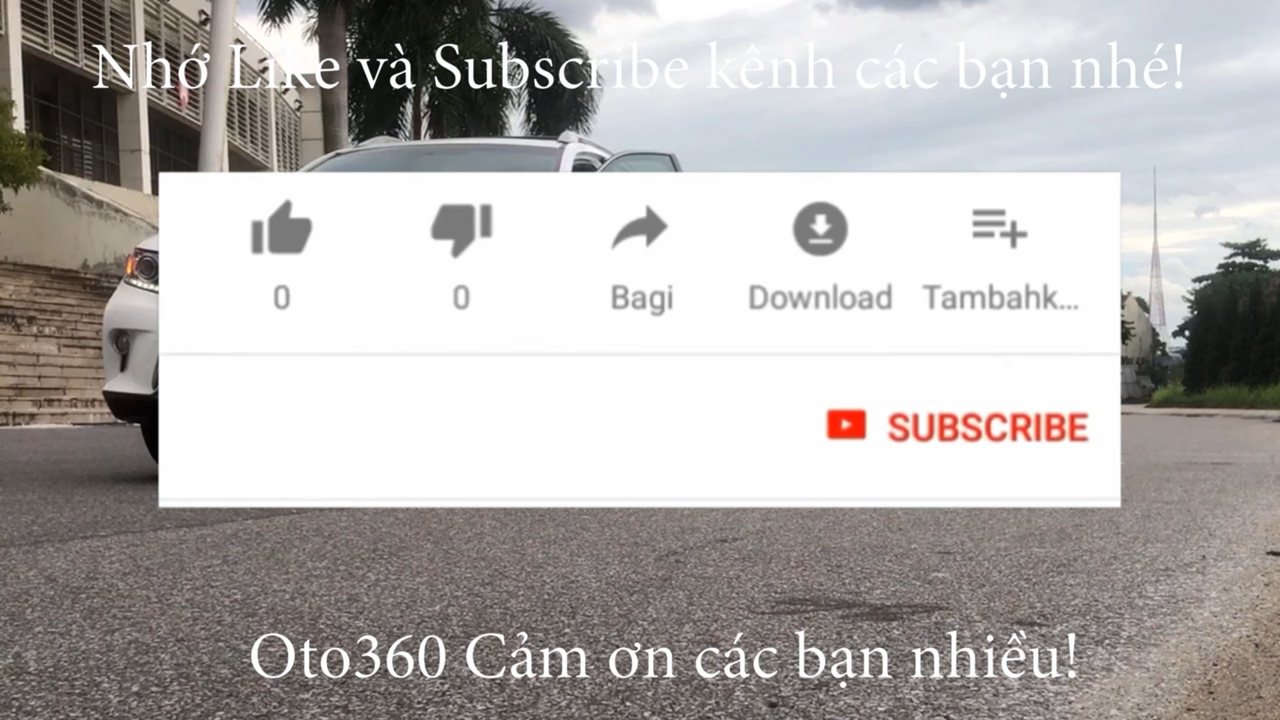 Nhớ Like và Subscribe kênh các bạn nhé!
0 0 Bagi Download Tambahk...
SUBSCRIBE
Oto360 Cảm ơn các bạn nhiều!